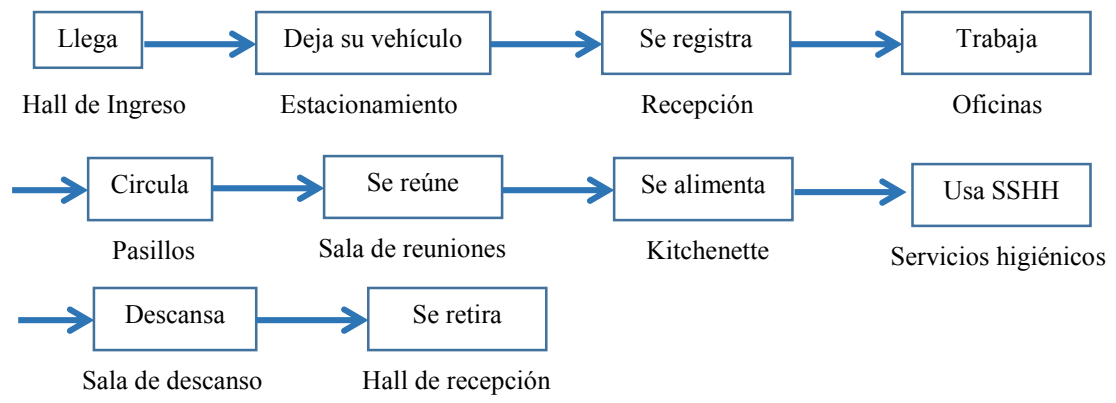 Llega
Deja su vehículo
Se registra
Trabaja
Hall de Ingreso
Estacionamiento
Recepción
Oficinas
Circula
Se reúne
Se alimenta
Usa SSHH
Pasillos
Sala de reuniones
Kitchenette
Servicios higiénicos
Descansa
Se retira
Sala de descanso
Hall de recepción